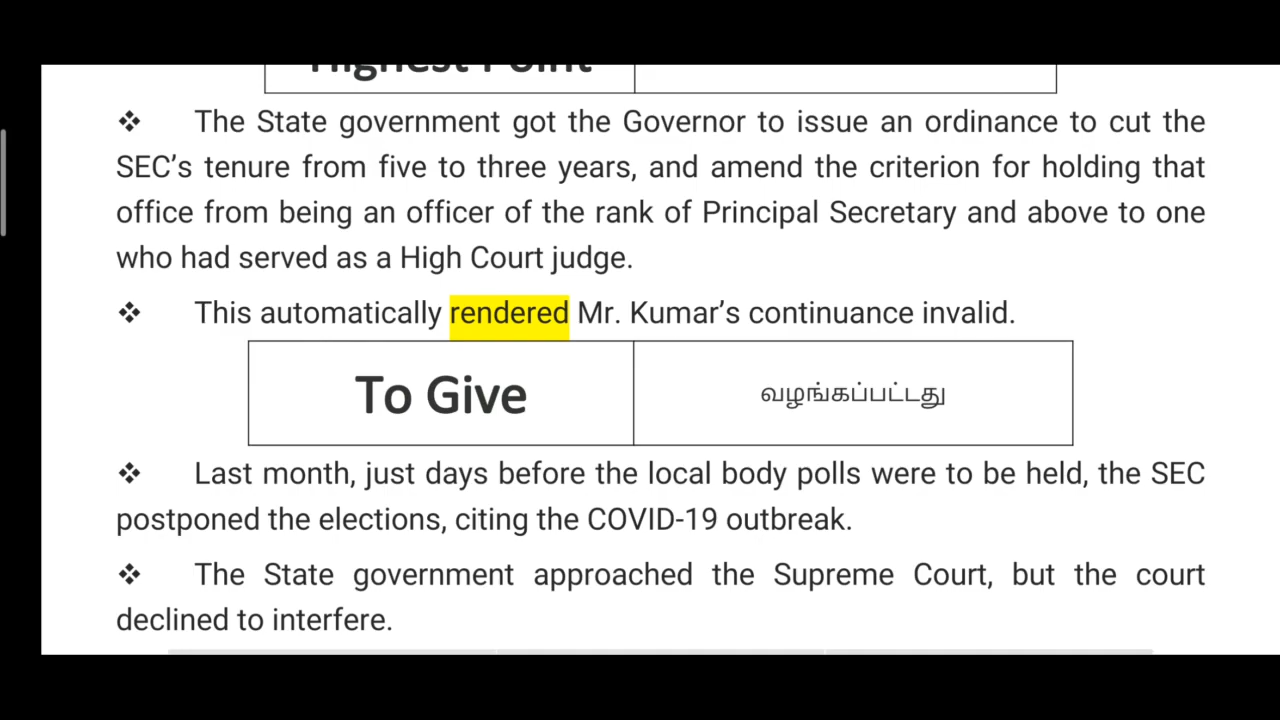 Highest Point
❖ The State government got the Governor to issue an ordinance to cut the
SEC’s tenure from five to three years, and amend the criterion for holding that
office from being an officer of the rank of Principal Secretary and above to one
who had served as a High Court judge.
❖ This automatically rendered Mr. Kumar’s continuance invalid.
To Give
வழங்கப்பட்டது
❖ Last month, just days before the local body polls were to be held, the SEC
postponed the elections, citing the COVID-19 outbreak.
❖ The State government approached the Supreme Court, but the court
declined to interfere.